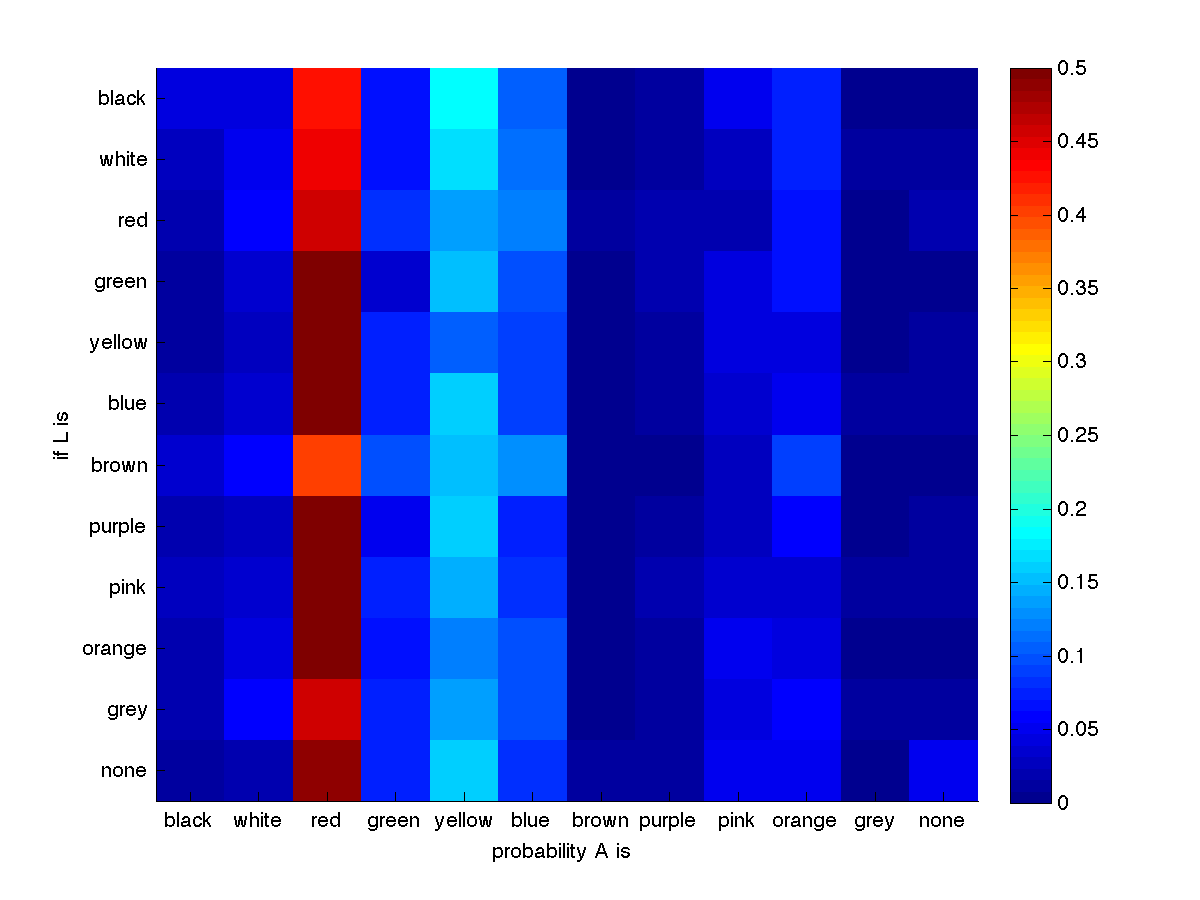 if L is
black
white
red
green
yellow
blue
brown
purple
pink
orange
grey
none
black white red green yellow blue brown purple pink orange grey none
probability A is
0.5
0.45
0.4
0.35
0.3
0.25
0.2
0.15
0.1
0.05
0